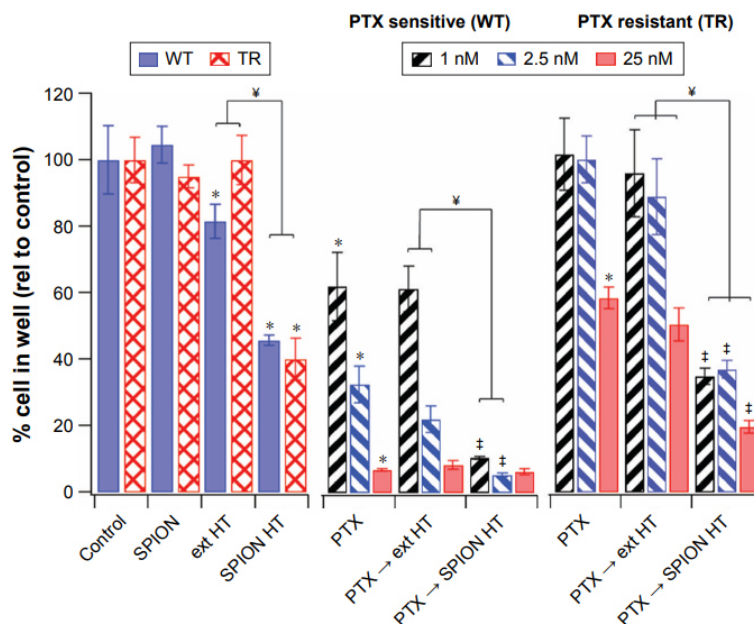 PTX sensitive (WT)
PTX resistant (TR)
WT TR
1 nM 2.5 nM 25 nM
% cell in well (rel to control)
120
100
80
60
40
20
0
¥
*
* *
¥
*
*
*
‡
‡
¥
*
‡
‡
‡
Control
SPION
ext HT
SPION HT
PTX
PTX → ext HT
PTX → SPION HT
PTX
PTX → ext HT
PTX → SPION HT